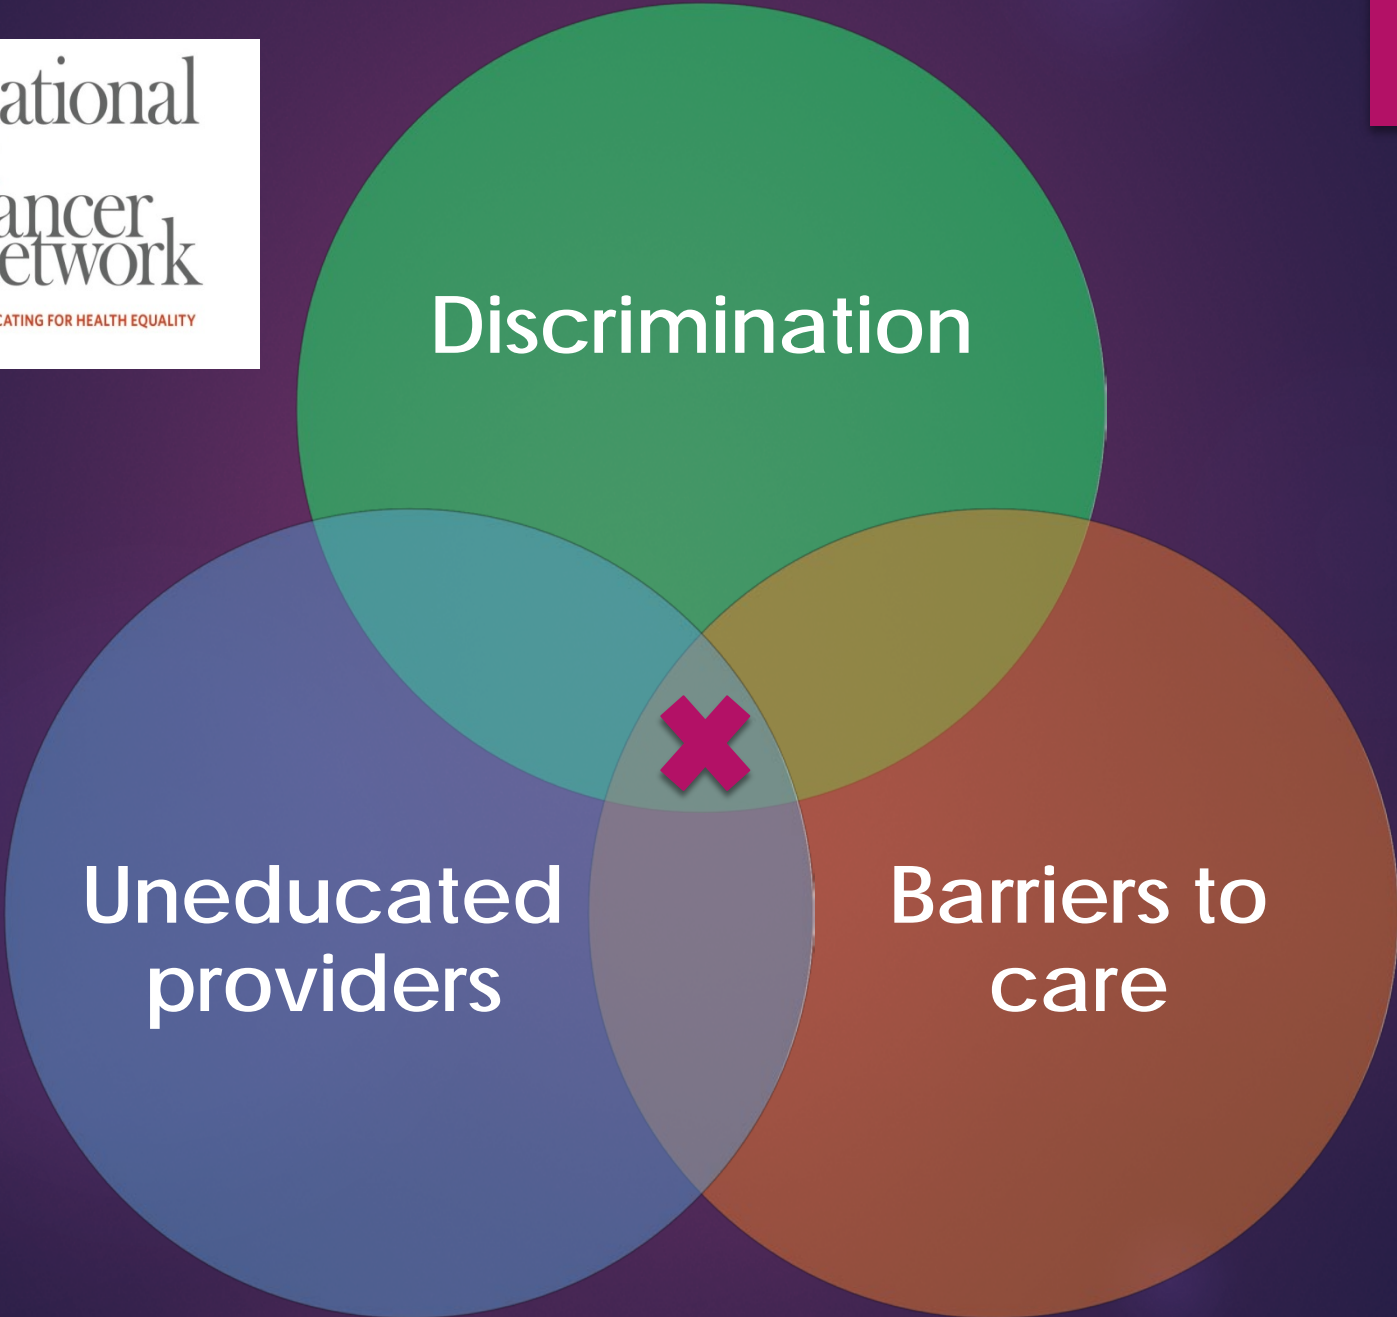 ational
ancer
etwork
CATING FOR HEALTH EQUALITY
Discrimination
Uneducated
providers
Barriers to
care